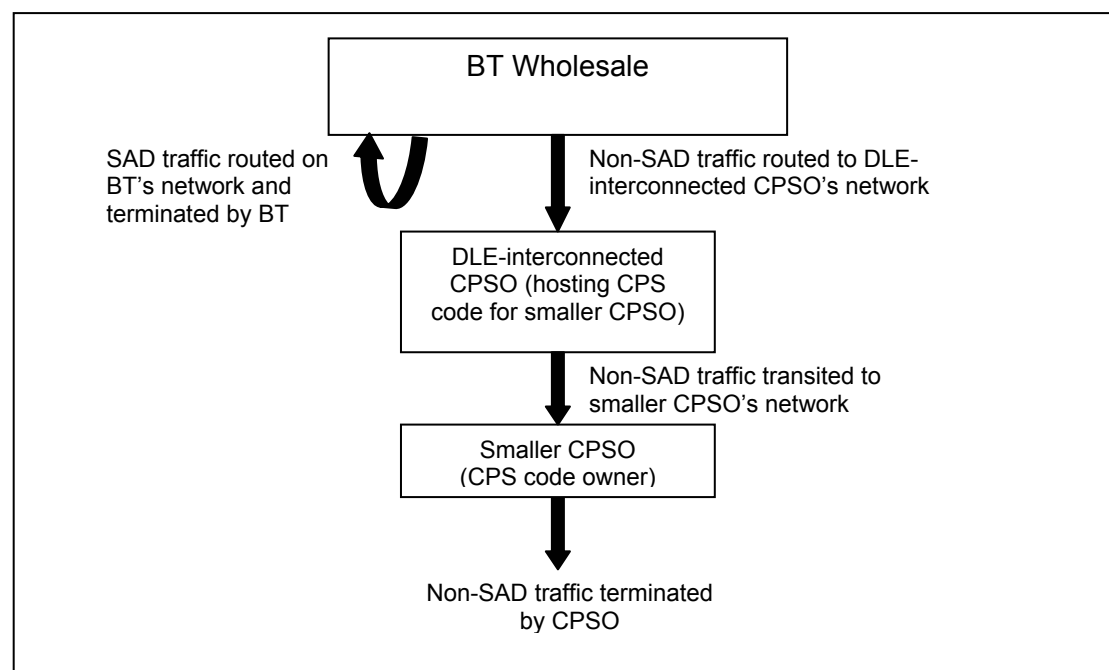 BT Wholesale
SAD traffic routed on
BT's network and
terminated by BT
Non-SAD traffic routed to DLE-
interconnected CPSO's network
DLE-interconnected
CPSO (hosting CPS
code for smaller CPSO)
Non-SAD traffic transited to
smaller CPSO's network
Smaller CPSO
(CPS code owner)
Non-SAD traffic terminated
by CPSO